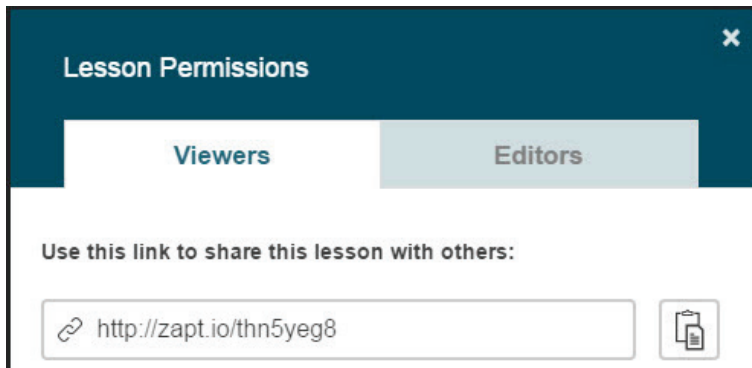 Lesson Permissions
Viewers Editors
Use this link to share this lesson with others:
http://zapt.io/thn5yeg8